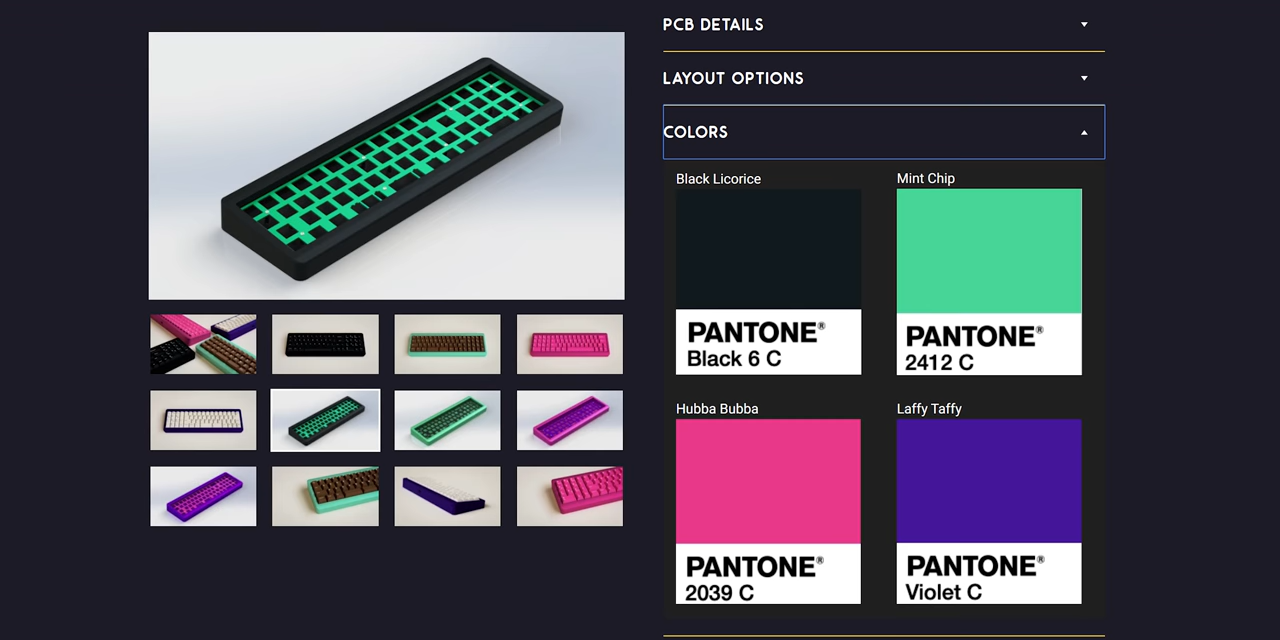 PCB DETAILS
LAYOUT OPTIONS
COLORS
Black Licorice
Mint Chip
PANTONE®
Black 6 C
PANTONE®
2412 C
Hubba Bubba
Laffy Taffy
PANTONE®
2039 C
PANTONE®
Violet C